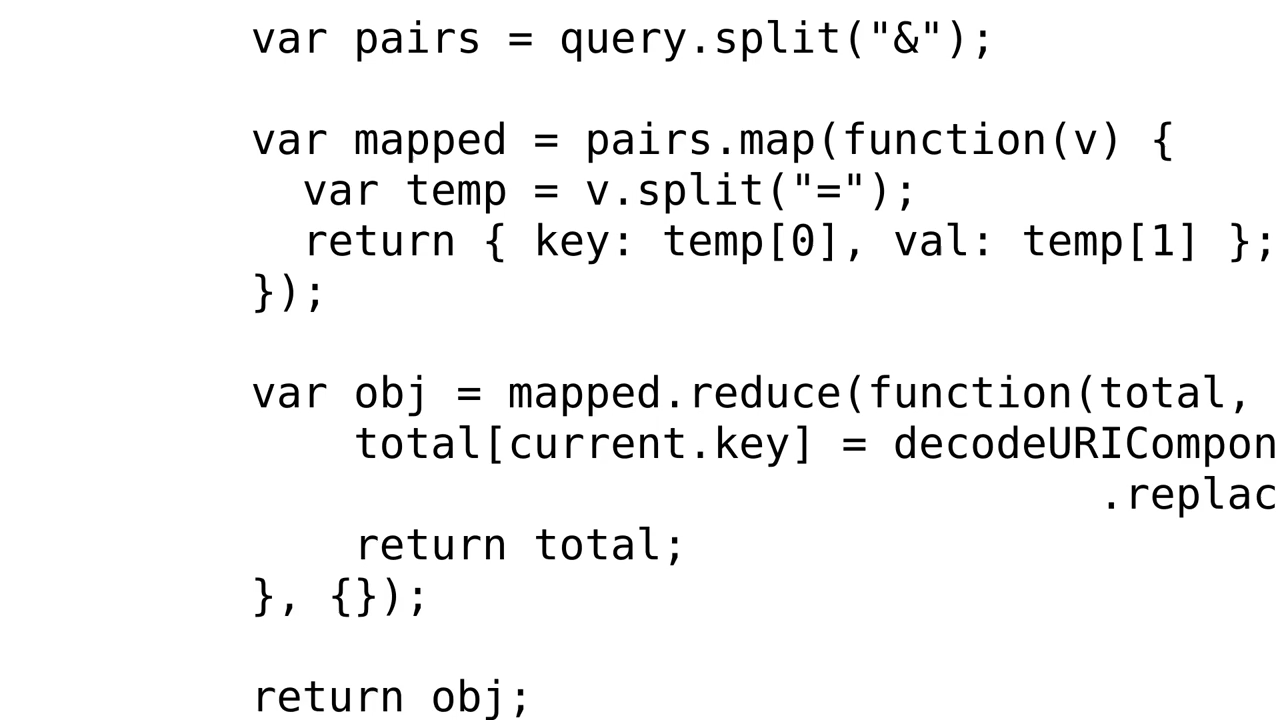 var pairs = query.split("&");
var mapped = pairs.map(function(v) {
var temp = v.split("=");
return { key: temp[0], val: temp[1] };
});
var obj = mapped.reduce(function(total,
total[current.key] = decodeURICompon
.replac
return total;
}, {});
return obj;